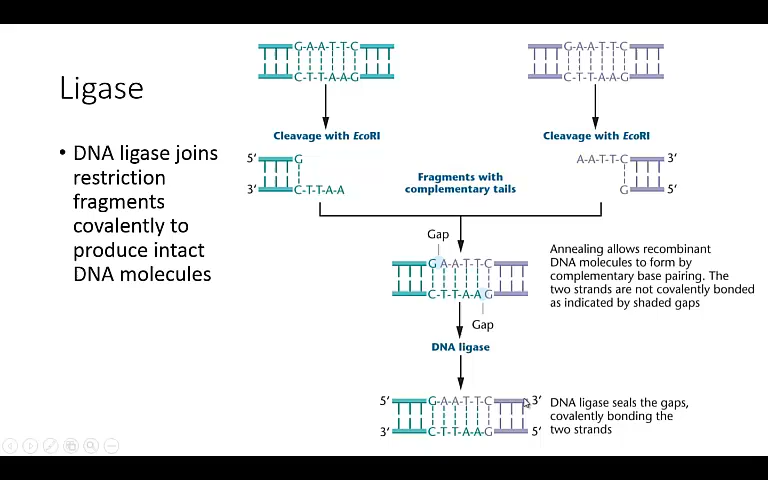 Ligase
• DNA ligase joins
restriction
fragments
covalently to
produce intact
DNA molecules
G-A-A-T-T-C
C-T-T-A-A-G
G-A-A-T-T-C
C-T-T-A-A-G
Cleavage with EcoRI
Cleavage with EcoRI
5′ G
3′ C-T-T-A-A
A-A-T-T-C 3′
G 5′
Fragments with
complementary tails
Gap
G A-A-T-T-C
C-T-T-A-A G
Gap
Annealing allows recombinant
DNA molecules to form by
complementary base pairing. The
two strands are not covalently bonded
as indicated by shaded gaps
DNA ligase
5′ G-A-A-T-T-C 3′
3′ C-T-T-A-A-G 5′
DNA ligase seals the gaps,
covalently bonding the
two strands